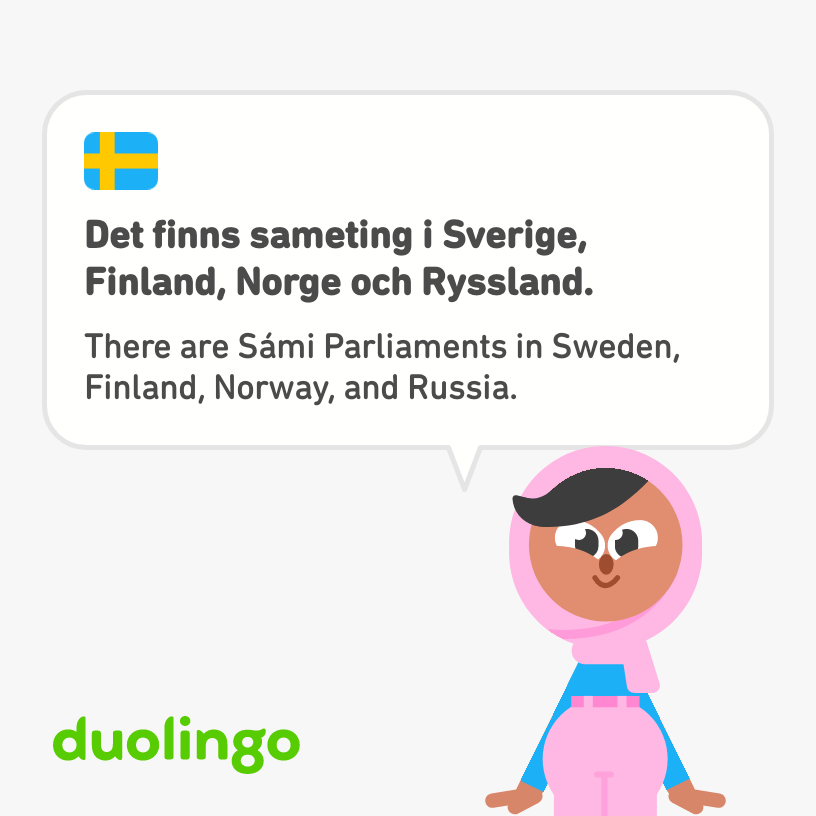 Det finns sameting i Sverige,
Finland, Norge och Ryssland.
There are Sámi Parliaments in Sweden,
Finland, Norway, and Russia.
duolingo